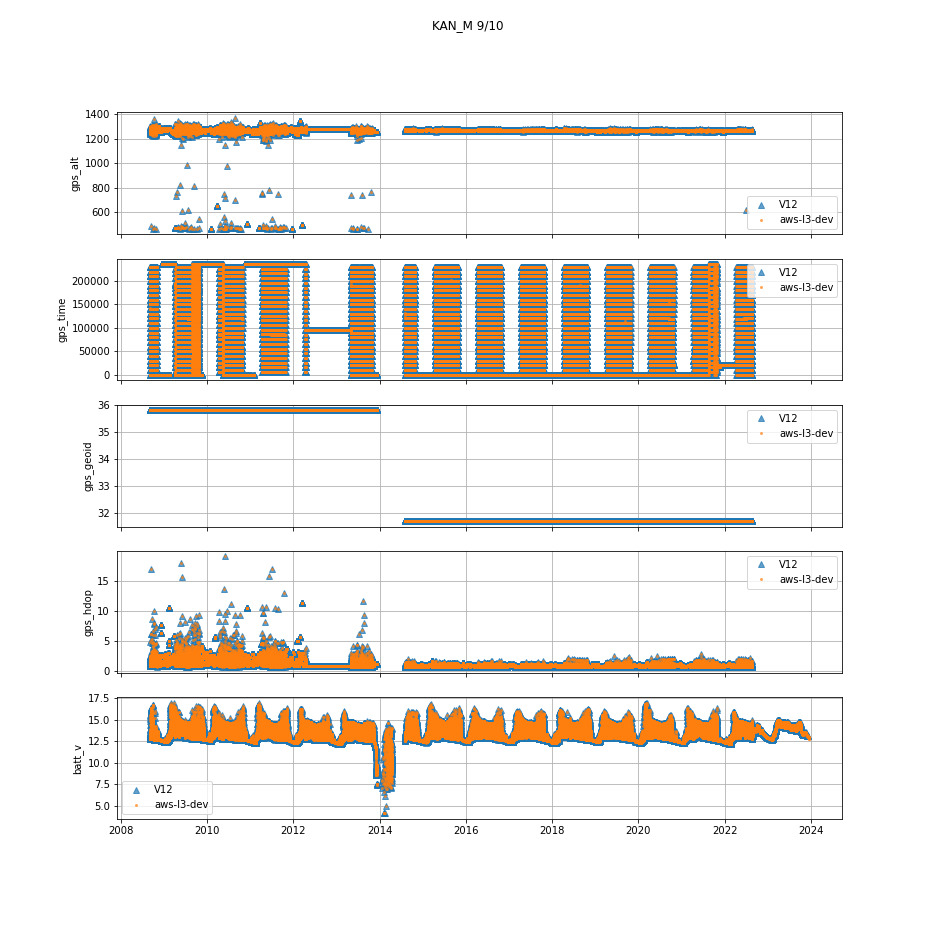 KAN_M 9/10
1400
1200
1000
800
600
gps_alt
V12
aws-l3-dev
200000
150000
100000
50000
0
gps_time
V12
aws-l3-dev
36
35
34
33
32
gps_geoid
V12
aws-l3-dev
15
10
5
0
gps_hdop
V12
aws-l3-dev
17.5
15.0
12.5
10.0
7.5
5.0
batt_v
V12
aws-l3-dev
2008 2010 2012 2014 2016 2018 2020 2022 2024